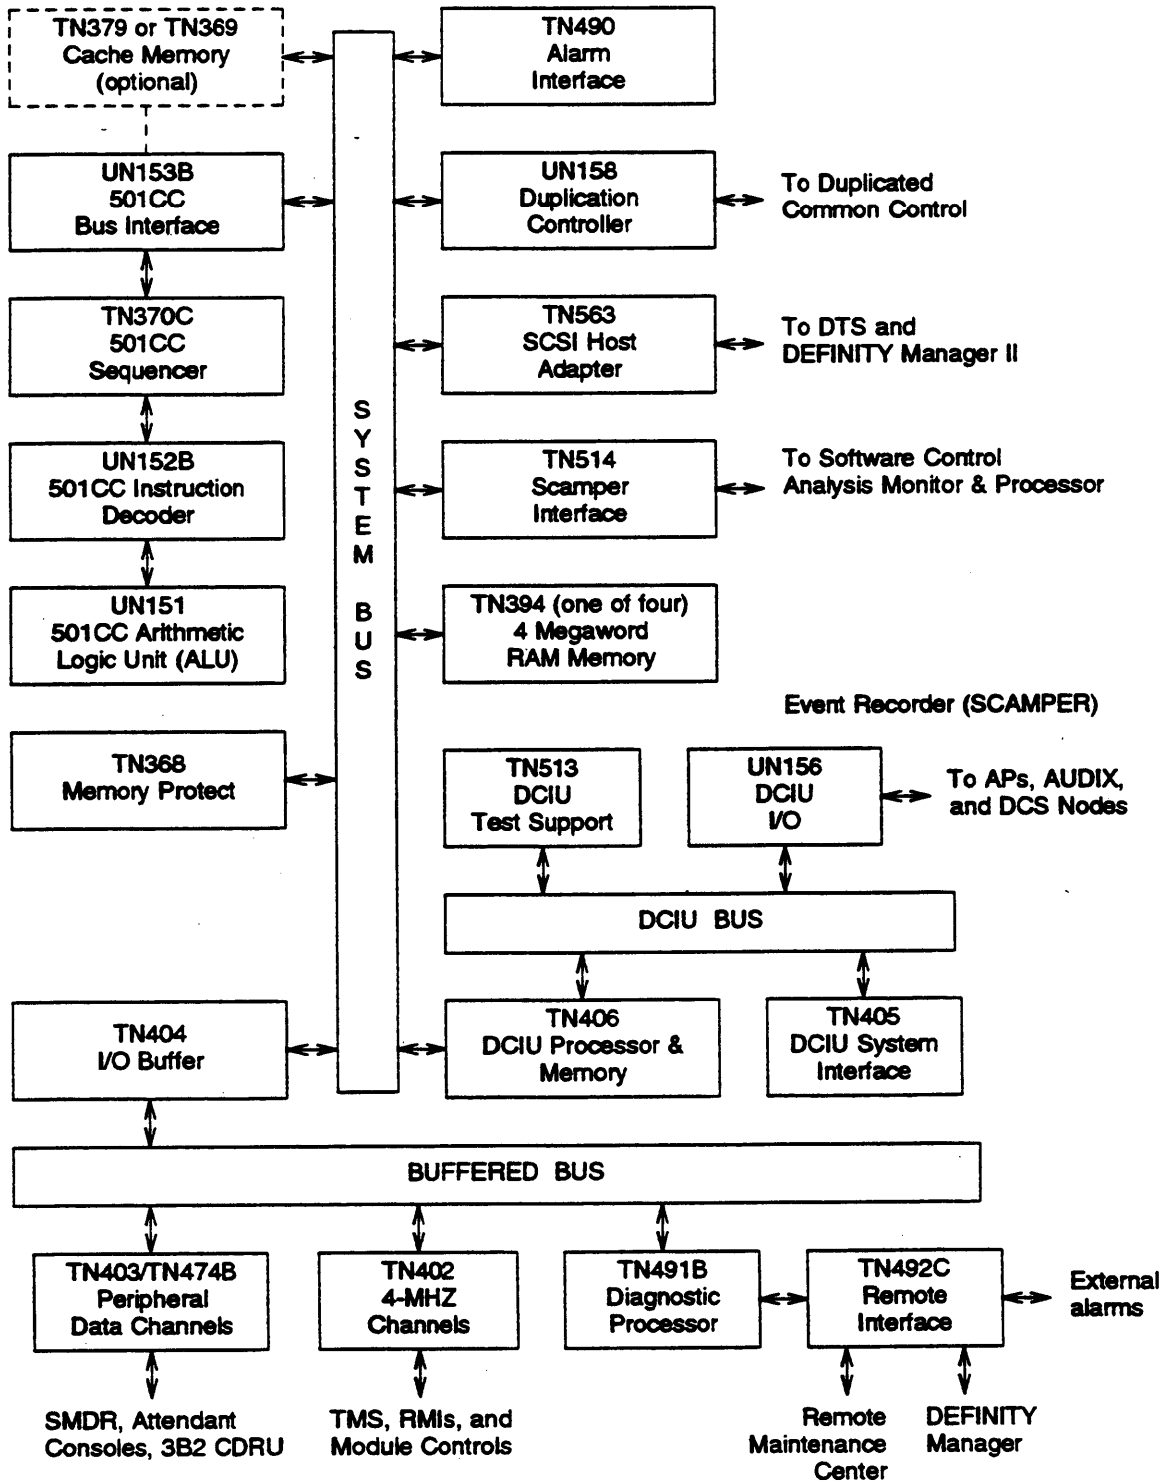 TN379 or TN369
Cache Memory
(optional)
TN490
Alarm
Interface
UN153B
501CC
Bus Interface
UN158
Duplication
Controller
To Duplicated
Common Control
TN370C
501CC
Sequencer
TN563
SCSI Host
Adapter
To DTS and
DEFINITY Manager II
SYSTEM BUS
UN152B
501CC Instruction
Decoder
TN514
Scamper
Interface
To Software Control
Analysis Monitor & Processor
UN151
501CC Arithmetic
Logic Unit (ALU)
TN394 (one of four)
4 Megaword
RAM Memory
Event Recorder (SCAMPER)
TN368
Memory Protect
TN513
DCIU
Test Support
UN156
DCIU
I/O
To APs, AUDIX,
and DCS Nodes
DCIU BUS
TN404
I/O Buffer
TN406
DCIU Processor &
Memory
TN405
DCIU System
Interface
BUFFERED BUS
TN403/TN474B
Peripheral
Data Channels
TN402
4-MHZ
Channels
TN491B
Diagnostic
Processor
TN492C
Remote
Interface
External
alarms
SMDR, Attendant
Consoles, 3B2 CDRU
TMS, RMIs, and
Module Controls
Remote
Maintenance
Center
DEFINITY
Manager